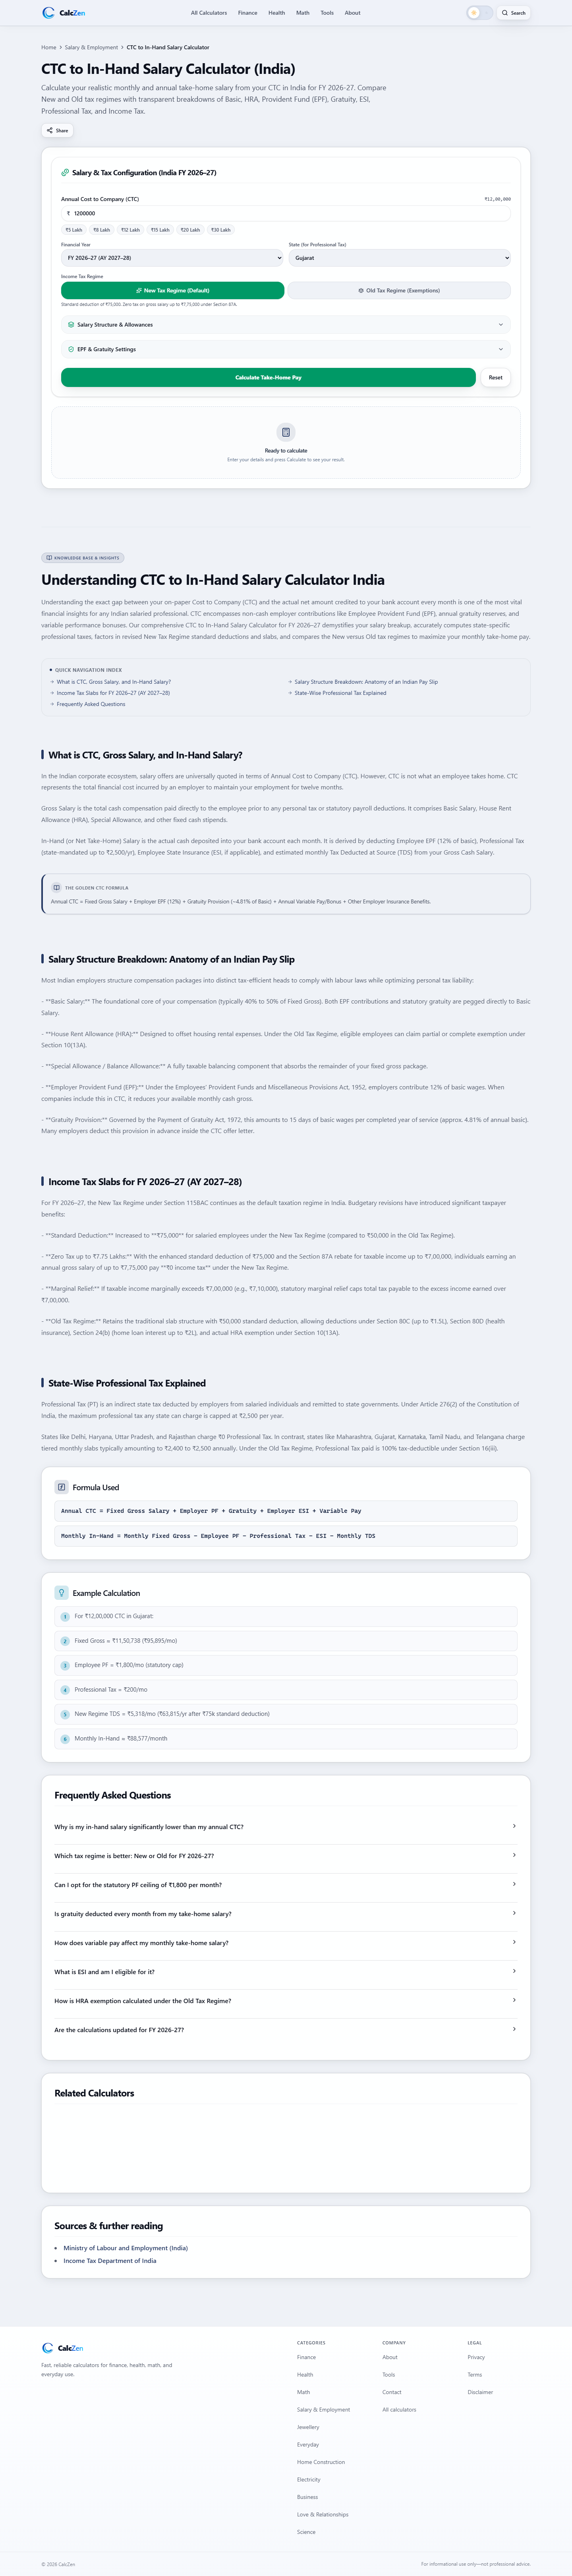 CalcZen
All Calculators Finance Health Math Tools About
Search
Home > Salary & Employment > CTC to In-Hand Salary Calculator
CTC to In-Hand Salary Calculator (India)
Calculate your realistic monthly and annual take-home salary from your CTC in India for FY 2026-27. Compare
New and Old tax regimes with transparent breakdowns of Basic, HRA, Provident Fund (EPF), Gratuity, ESI,
Professional Tax, and Income Tax.
Share
Salary & Tax Configuration (India FY 2026–27)
Annual Cost to Company (CTC)
₹12,00,000
₹ 1200000
₹5 Lakh ₹8 Lakh ₹12 Lakh ₹15 Lakh ₹20 Lakh ₹30 Lakh
Financial Year
State (for Professional Tax)
FY 2026–27 (AY 2027–28)
Gujarat
Income Tax Regime
New Tax Regime (Default)
Old Tax Regime (Exemptions)
Standard deduction of ₹75,000. Zero tax on gross salary up to ₹7,75,000 under Section 87A.
Salary Structure & Allowances
EPF & Gratuity Settings
Calculate Take-Home Pay
Reset
Ready to calculate
Enter your details and press Calculate to see your result.
KNOWLEDGE BASE & INSIGHTS
Understanding CTC to In-Hand Salary Calculator India
Understanding the exact gap between your on-paper Cost to Company (CTC) and the actual net amount credited to your bank account every month is one of the most vital
financial insights for any Indian salaried professional. CTC encompasses non-cash employer contributions like Employee Provident Fund (EPF), annual gratuity reserves, and
variable performance bonuses. Our comprehensive CTC to In-Hand Salary Calculator for FY 2026–27 demystifies your salary breakup, accurately computes state-specific
professional taxes, factors in revised New Tax Regime standard deductions and slabs, and compares the New versus Old tax regimes to maximize your monthly take-home pay.
QUICK NAVIGATION INDEX
What is CTC, Gross Salary, and In-Hand Salary?
Salary Structure Breakdown: Anatomy of an Indian Pay Slip
Income Tax Slabs for FY 2026–27 (AY 2027–28)
State-Wise Professional Tax Explained
Frequently Asked Questions
What is CTC, Gross Salary, and In-Hand Salary?
In the Indian corporate ecosystem, salary offers are universally quoted in terms of Annual Cost to Company (CTC). However, CTC is not what an employee takes home. CTC
represents the total financial cost incurred by an employer to maintain your employment for twelve months.
Gross Salary is the total cash compensation paid directly to the employee prior to any personal tax or statutory payroll deductions. It comprises Basic Salary, House Rent
Allowance (HRA), Special Allowance, and other fixed cash stipends.
In-Hand (or Net Take-Home) Salary is the actual cash deposited into your bank account each month. It is derived by deducting Employee EPF (12% of basic), Professional Tax
(state-mandated up to ₹2,500/yr), Employee State Insurance (ESI, if applicable), and estimated monthly Tax Deducted at Source (TDS) from your Gross Cash Salary.
THE GOLDEN CTC FORMULA
Annual CTC = Fixed Gross Salary + Employer EPF (12%) + Gratuity Provision (~4.81% of Basic) + Annual Variable Pay/Bonus + Other Employer Insurance Benefits.
Salary Structure Breakdown: Anatomy of an Indian Pay Slip
Most Indian employers structure compensation packages into distinct tax-efficient heads to comply with labour laws while optimizing personal tax liability:
- **Basic Salary:** The foundational core of your compensation (typically 40% to 50% of Fixed Gross). Both EPF contributions and statutory gratuity are pegged directly to Basic
Salary.
- **House Rent Allowance (HRA):** Designed to offset housing rental expenses. Under the Old Tax Regime, eligible employees can claim partial or complete exemption under
Section 10(13A).
- **Special Allowance / Balance Allowance:** A fully taxable balancing component that absorbs the remainder of your fixed gross package.
- **Employer Provident Fund (EPF):** Under the Employees' Provident Funds and Miscellaneous Provisions Act, 1952, employers contribute 12% of basic wages. When
companies include this in CTC, it reduces your available monthly cash gross.
- **Gratuity Provision:** Governed by the Payment of Gratuity Act, 1972, this amounts to 15 days of basic wages per completed year of service (approx. 4.81% of annual basic).
Many employers deduct this provision in advance inside the CTC offer letter.
Income Tax Slabs for FY 2026–27 (AY 2027–28)
For FY 2026–27, the New Tax Regime under Section 115BAC continues as the default taxation regime in India. Budgetary revisions have introduced significant taxpayer
benefits:
- **Standard Deduction:** Increased to **₹75,000** for salaried employees under the New Tax Regime (compared to ₹50,000 in the Old Tax Regime).
- **Zero Tax up to ₹7.75 Lakhs:** With the enhanced standard deduction of ₹75,000 and the Section 87A rebate for taxable income up to ₹7,00,000, individuals earning an
annual gross salary of up to ₹7,75,000 pay **₹0 income tax** under the New Tax Regime.
- **Marginal Relief:** If taxable income marginally exceeds ₹7,00,000 (e.g., ₹7,10,000), statutory marginal relief caps total tax payable to the excess income earned over
₹7,00,000.
- **Old Tax Regime:** Retains the traditional slab structure with ₹50,000 standard deduction, allowing deductions under Section 80C (up to ₹1.5L), Section 80D (health
insurance), Section 24(b) (home loan interest up to ₹2L), and actual HRA exemption under Section 10(13A).
State-Wise Professional Tax Explained
Professional Tax (PT) is an indirect state tax deducted by employers from salaried individuals and remitted to state governments. Under Article 276(2) of the Constitution of
India, the maximum professional tax any state can charge is capped at ₹2,500 per year.
States like Delhi, Haryana, Uttar Pradesh, and Rajasthan charge ₹0 Professional Tax. In contrast, states like Maharashtra, Gujarat, Karnataka, Tamil Nadu, and Telangana charge
tiered monthly slabs typically amounting to ₹2,400 to ₹2,500 annually. Under the Old Tax Regime, Professional Tax paid is 100% tax-deductible under Section 16(iii).
Formula Used
Annual CTC = Fixed Gross Salary + Employer PF + Gratuity + Employer ESI + Variable Pay
Monthly In-Hand = Monthly Fixed Gross − Employee PF − Professional Tax − ESI − Monthly TDS
Example Calculation
1 For ₹12,00,000 CTC in Gujarat:
2 Fixed Gross = ₹11,50,738 (₹95,895/mo)
3 Employee PF = ₹1,800/mo (statutory cap)
4 Professional Tax = ₹200/mo
5 New Regime TDS = ₹5,318/mo (₹63,815/yr after ₹75k standard deduction)
6 Monthly In-Hand = ₹88,577/month
Frequently Asked Questions
Why is my in-hand salary significantly lower than my annual CTC?
Which tax regime is better: New or Old for FY 2026-27?
Can I opt for the statutory PF ceiling of ₹1,800 per month?
Is gratuity deducted every month from my take-home salary?
How does variable pay affect my monthly take-home salary?
What is ESI and am I eligible for it?
How is HRA exemption calculated under the Old Tax Regime?
Are the calculations updated for FY 2026-27?
Related Calculators
Sources & further reading
Ministry of Labour and Employment (India)
Income Tax Department of India
CalcZen
Fast, reliable calculators for finance, health, math, and
everyday use.
CATEGORIES
Finance
Health
Math
Salary & Employment
Jewellery
Everyday
Home Construction
Electricity
Business
Love & Relationships
Science
COMPANY
About
Tools
Contact
All calculators
LEGAL
Privacy
Terms
Disclaimer
© 2026 CalcZen
For informational use only—not professional advice.